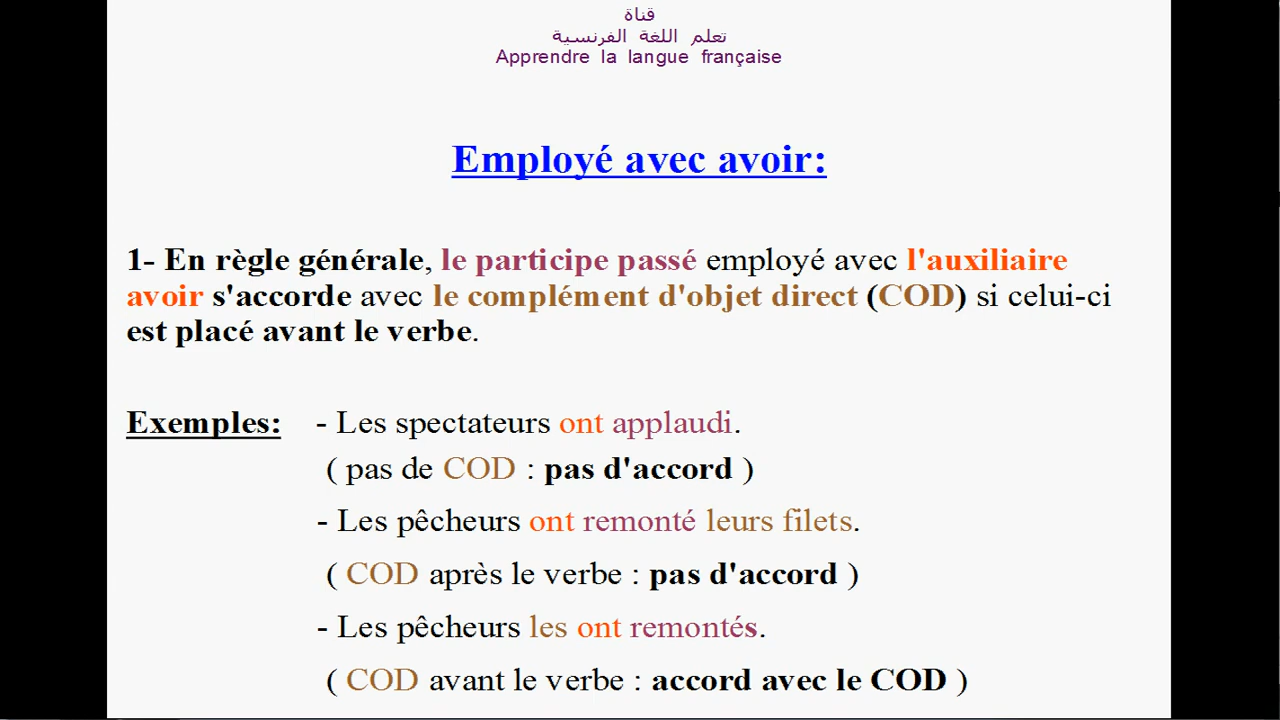 قناة
تعلم اللغة الفرنسية
Apprendre la langue française
Employé avec avoir:
1- En règle générale, le participe passé employé avec l'auxiliaire
avoir s'accorde avec le complément d'objet direct (COD) si celui-ci
est placé avant le verbe.
Exemples: - Les spectateurs ont applaudi.
( pas de COD : pas d'accord )
- Les pêcheurs ont remonté leurs filets.
( COD après le verbe : pas d'accord )
- Les pêcheurs les ont remontés.
( COD avant le verbe : accord avec le COD )